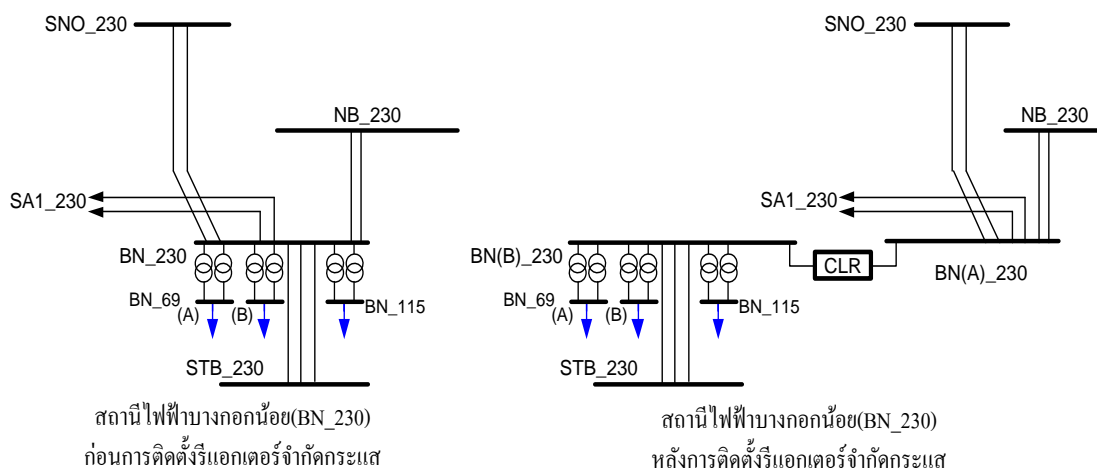 SNO_230
NB_230
SA1_230
BN_230
BN_69
(A)
(B)
BN_115
STB_230
สถานีไฟฟ้าบางกอกน้อย(BN_230)
ก่อนการติดตั้งรีแอกเตอร์จำกัดกระแส
SNO_230
NB_230
SA1_230
BN(B)_230
CLR
BN(A)_230
BN_69
(A)
(B)
BN_115
STB_230
สถานีไฟฟ้าบางกอกน้อย(BN_230)
หลังการติดตั้งรีแอกเตอร์จำกัดกระแส